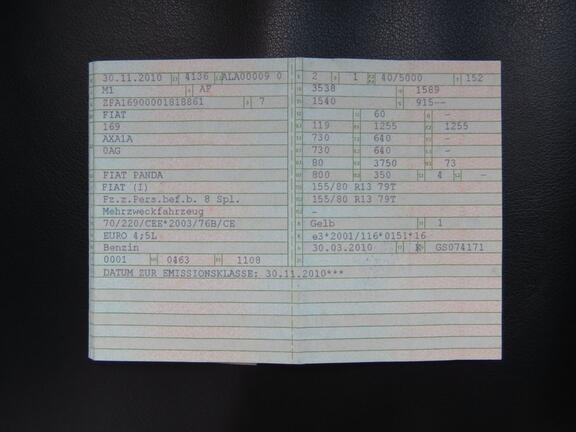 30.11.2010 4136 ALA00009 0
M1 AF
ZFA16900001818861 7
FIAT
169
AXA1A
0AG
FIAT PANDA
FIAT (I)
Fz.z.Pers.bef.b. 8 Spl.
Mehrzweckfahrzeug
70/220/CEE*2003/76B/CE
EURO 4;5L
Benzin
0001 0463 1108
DATUM ZUR EMISSIONSKLASSE: 30.11.2010***
2 1 40/5000 152
3538 1589
1540 915--
60 -
119 1255 1255
730 640 -
730 640 -
80 3750 73
800 350 4 -
155/80 R13 79T
155/80 R13 79T
-
Gelb 1
e3*2001/116*0151*16
30.03.2010 K GS074171